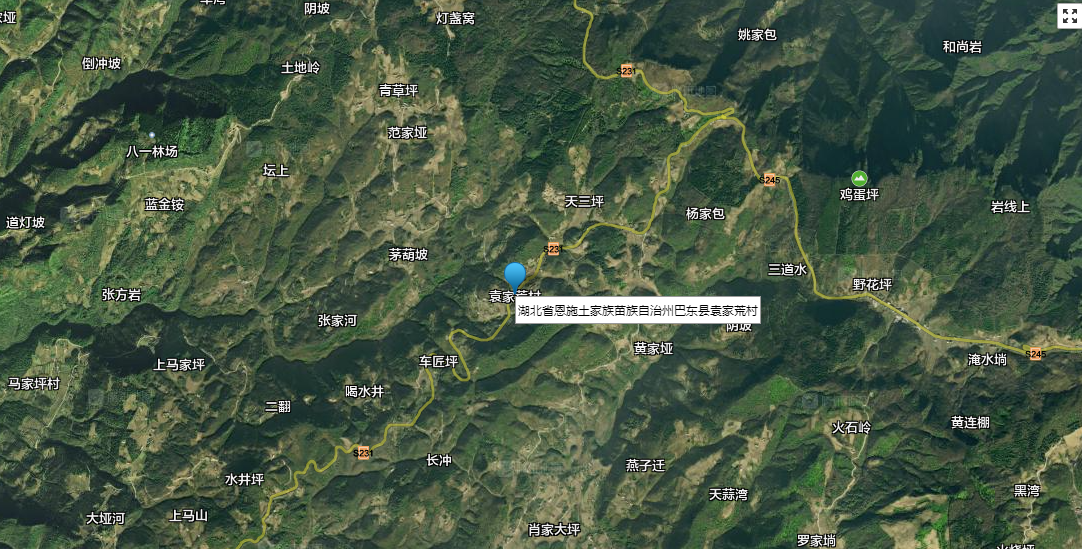 阴坡
灯盏窝
姚家包
和尚岩
倒冲坡
土地岭
S231
青草坪
范家垭
八一林场
坛上
S245
鸡蛋坪
蓝金铵
天三坪
杨家包
岩线上
道灯坡
S231
茅葫坡
三道水
野花坪
张方岩
袁家荒村
湖北省恩施土家族苗族自治州巴东县袁家荒村
张家河
阴坡
黄家垭
S245
车匠坪
上马家坪
淹水埫
马家坪村
喝水井
二翻
黄连棚
火石岭
S231
长冲
燕子迁
水井坪
天蒜湾
黑湾
大垭河
上马山
肖家大坪
罗家埫